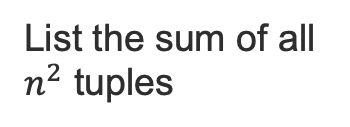 List the sum of all
𝑛² tuples